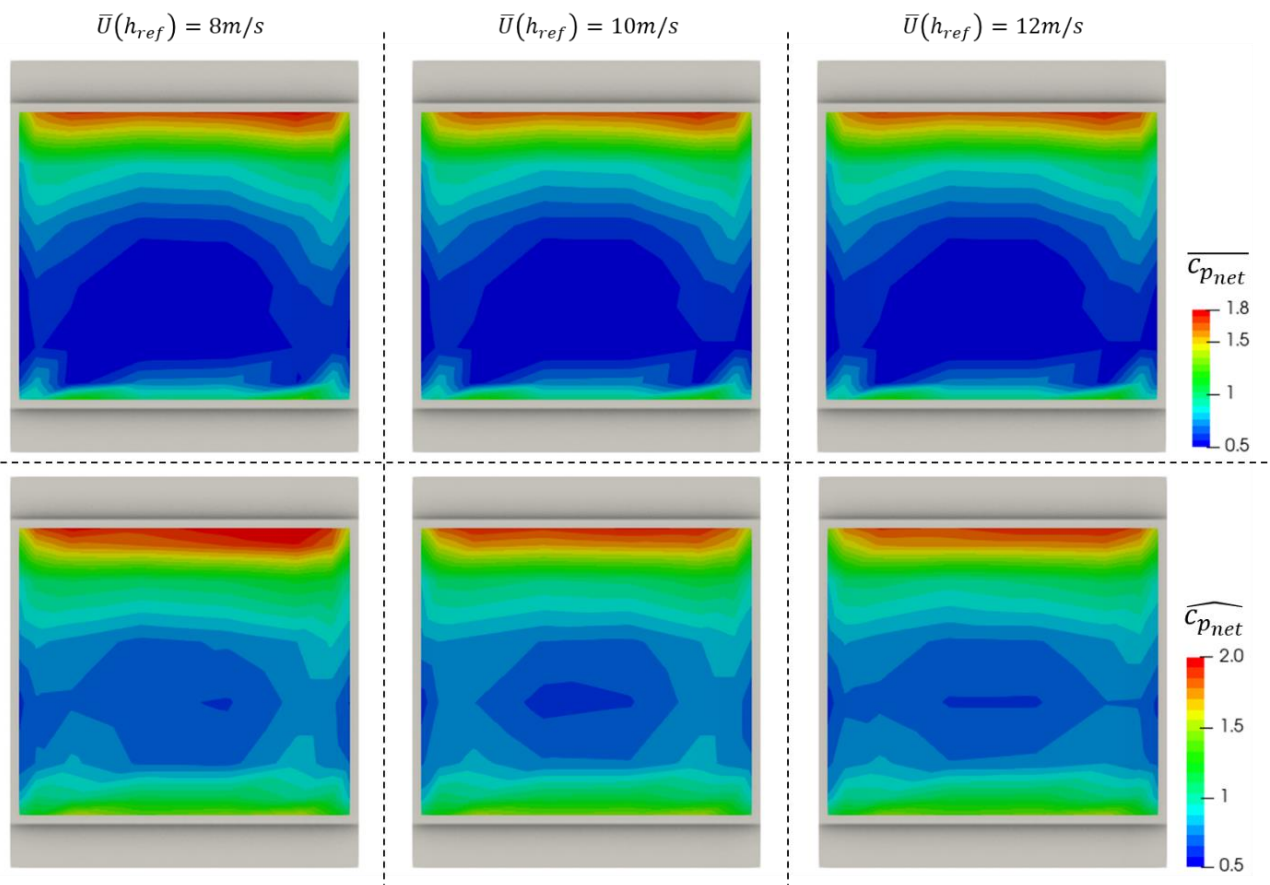 U̅(h_ref) = 8m/s
U̅(h_ref) = 10m/s
U̅(h_ref) = 12m/s
c̅_p_net
1.8
1.5
1
0.5
ĉ_p_net
2.0
1.5
1
0.5